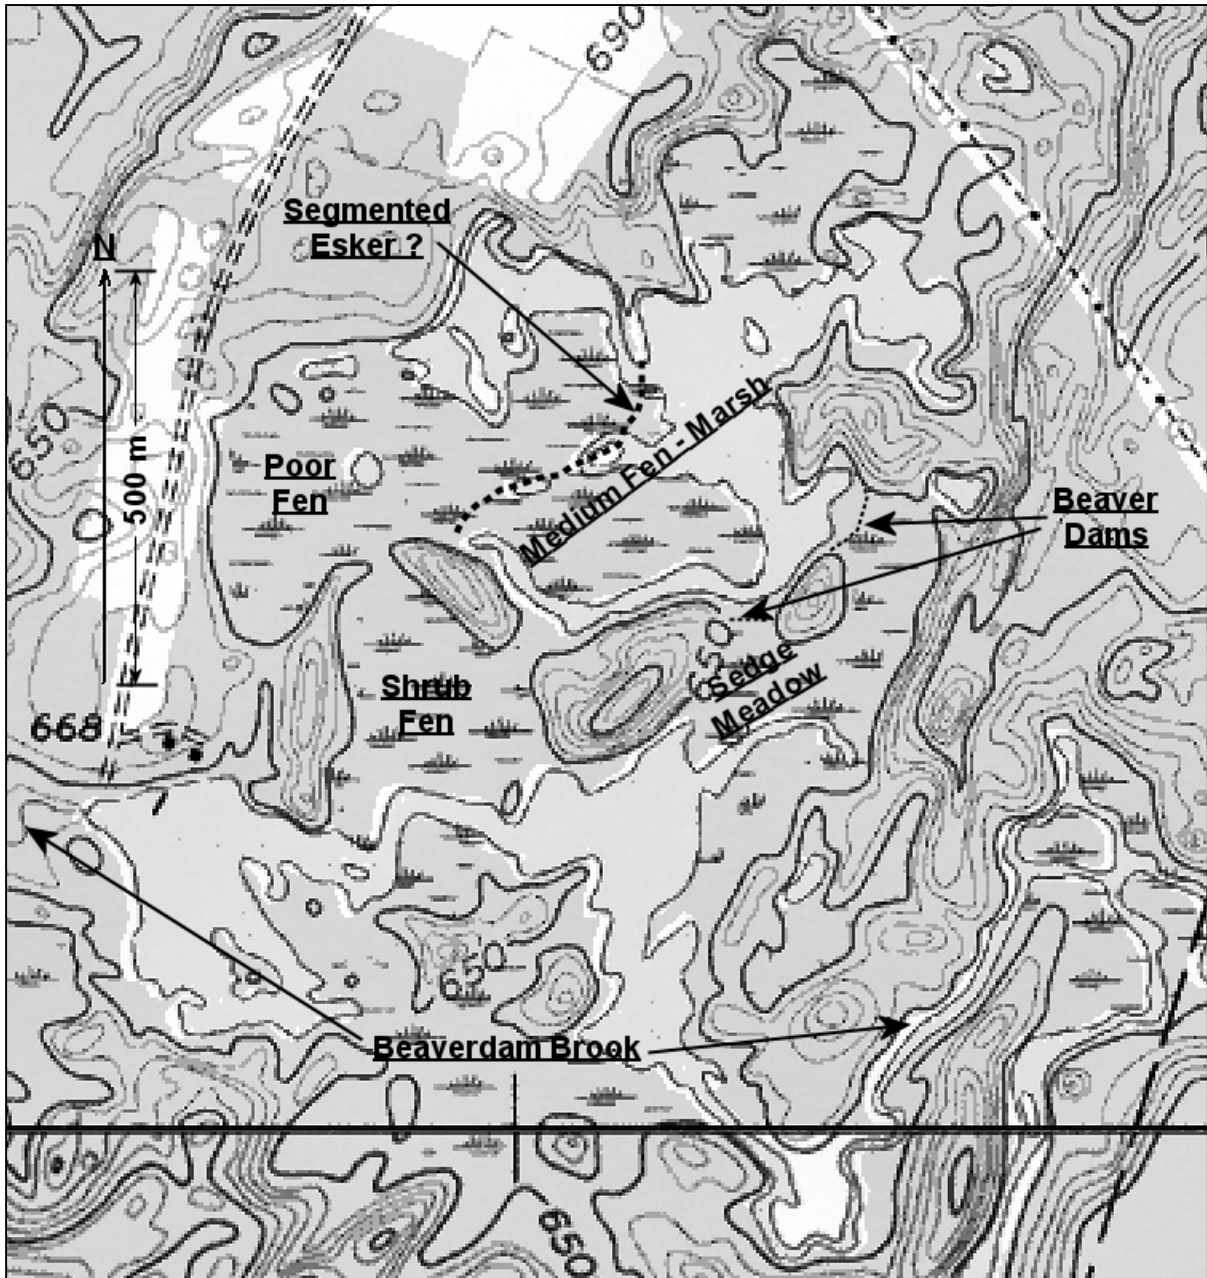 690
Segmented
Esker ?
N
650
500 m
Poor
Fen
Medium Fen - Marsh
Beaver
Dams
650
Sedge
Meadow
Shrub
Fen
668
650
Beaverdam Brook
650